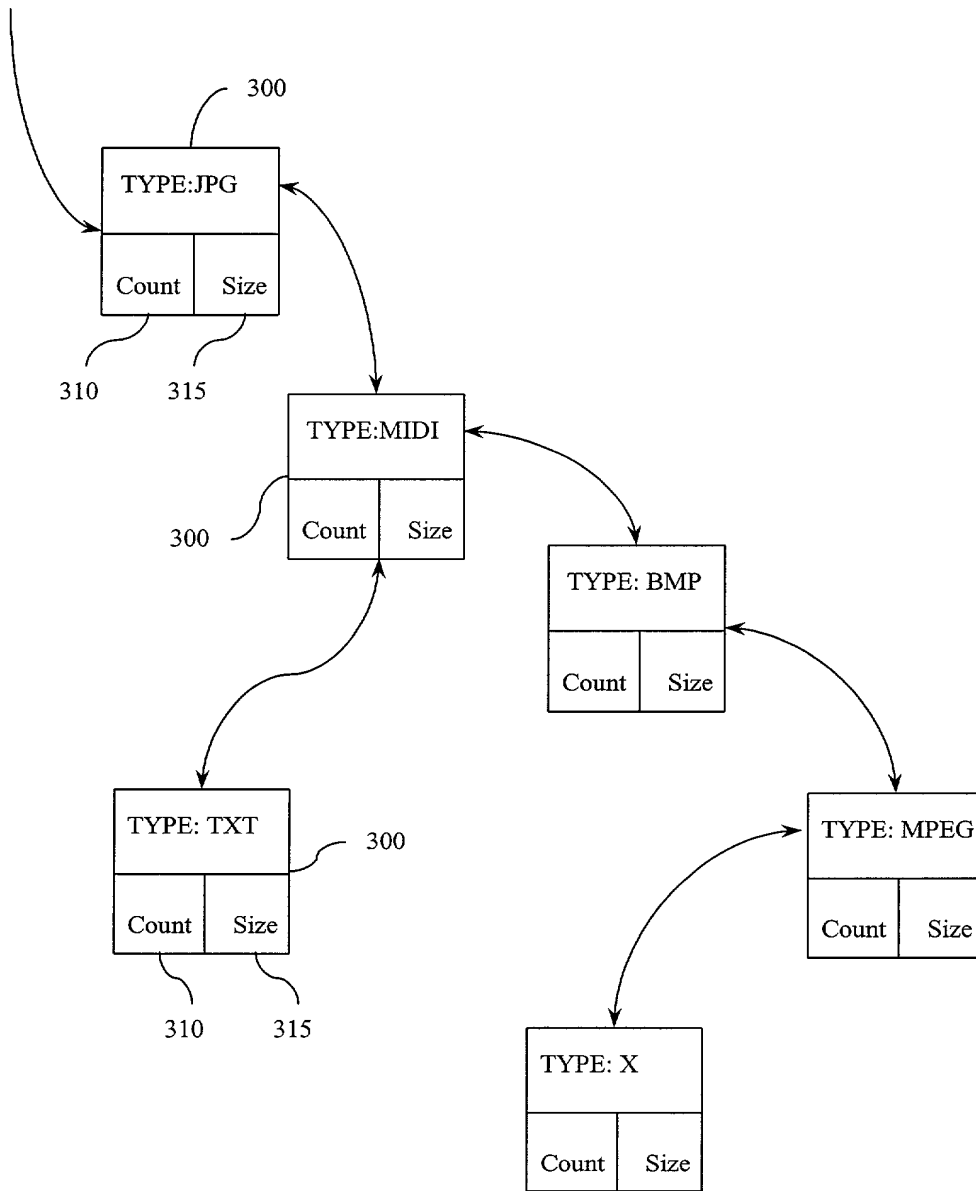 300
TYPE:JPG
Count Size
310 315
TYPE:MIDI
Count Size
300
TYPE: BMP
Count Size
TYPE: TXT
300
Count Size
310 315
TYPE: MPEG
Count Size
TYPE: X
Count Size